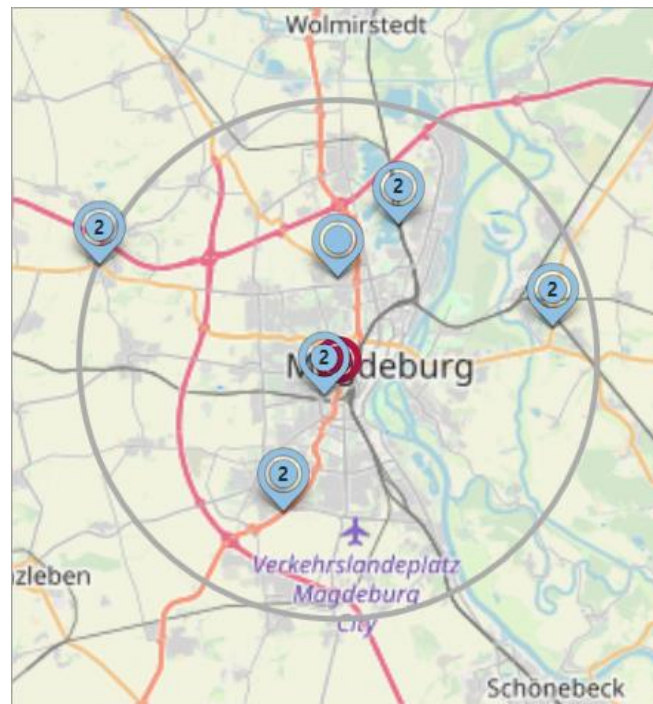 Wolmirstedt
2
2
2
2
Magdeburg
2
Verkehrslandeplatz
Magdeburg
City
zleben
Schönebeck